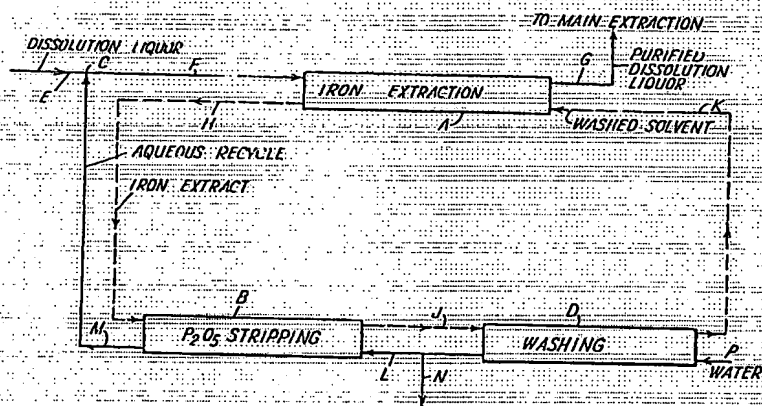 TO MAIN EXTRACTION
DISSOLUTION LIQUOR
C
F
G
PURIFIED
DISSOLUTION
LIQUOR
E
IRON EXTRACTION
H
A
WASHED SOLVENT
K
AQUEOUS RECYCLE
IRON EXTRACT
B
J
D
M
P₂O₅ STRIPPING
WASHING
P
WATER
L
N